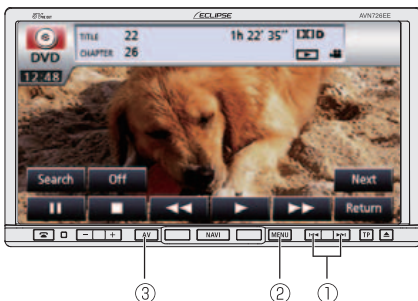 ECLIPSE
AVN726EE
DVD
TITLE 22
CHAPTER 26
1h 22' 35"
12:48
Search
Off
Next
Return
AV
NAVI
MENU
TP
③
②
①